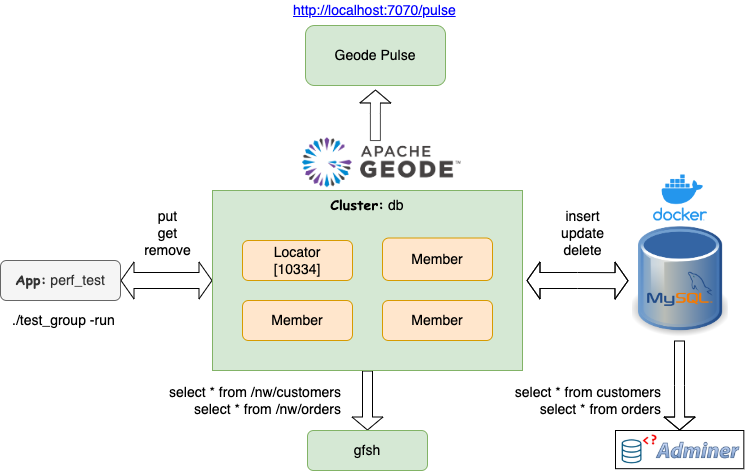 http://localhost:7070/pulse
Geode Pulse
APACHE
GEODE™
Cluster: db
docker
put
get
remove
insert
update
delete
Locator
[10334]
Member
App: perf_test
MySQL
Member
Member
./test_group -run
select * from /nw/customers
select * from /nw/orders
select * from customers
select * from orders
gfsh
<?>
Adminer